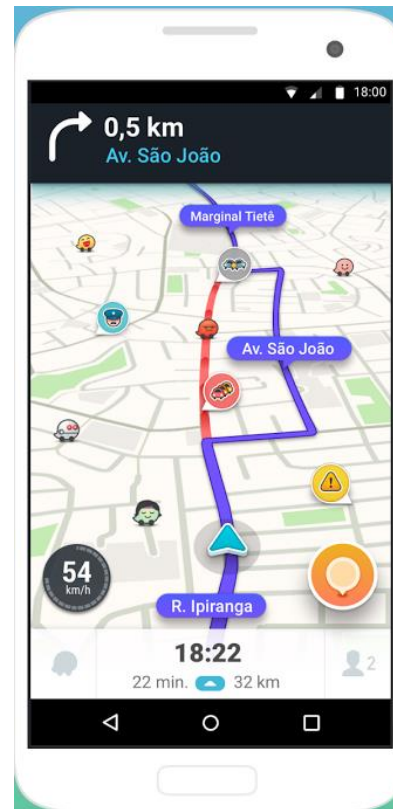 18:00
0,5 km
Av. São João
Marginal Tietê
Av. São João
54
km/h
R. Ipiranga
18:22
22 min. 32 km
2